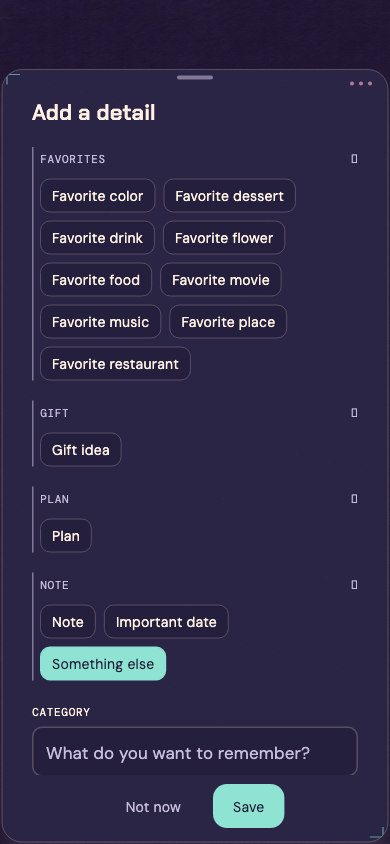 Add a detail
FAVORITES
Favorite color Favorite dessert
Favorite drink Favorite flower
Favorite food Favorite movie
Favorite music Favorite place
Favorite restaurant
GIFT
Gift idea
PLAN
Plan
NOTE
Note Important date
Something else
CATEGORY
What do you want to remember?
Not now Save